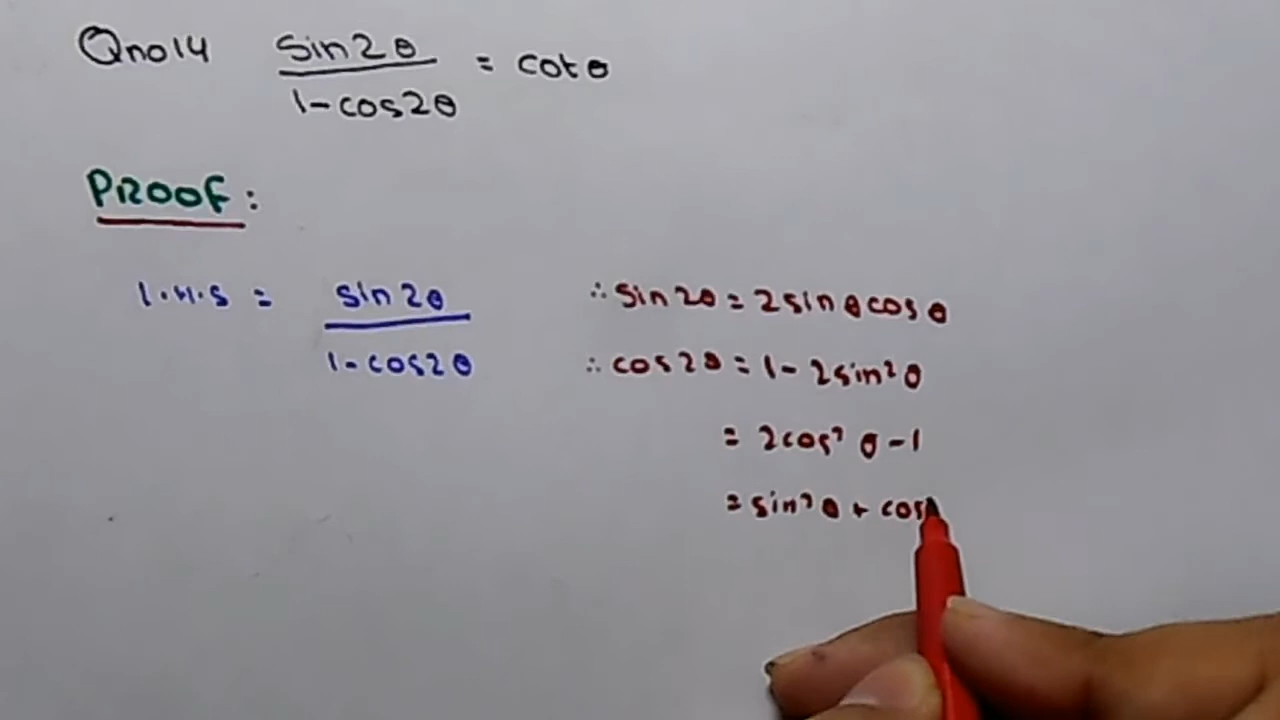 Qno14 sin2θ / 1-cos2θ = cotθ
PROOF:
L.H.S = sin2θ / 1-cos2θ
∴ sin2θ = 2sinθcosθ
∴ cos2θ = 1-2sin²θ
= 2cos²θ-1
= sin²θ + cos